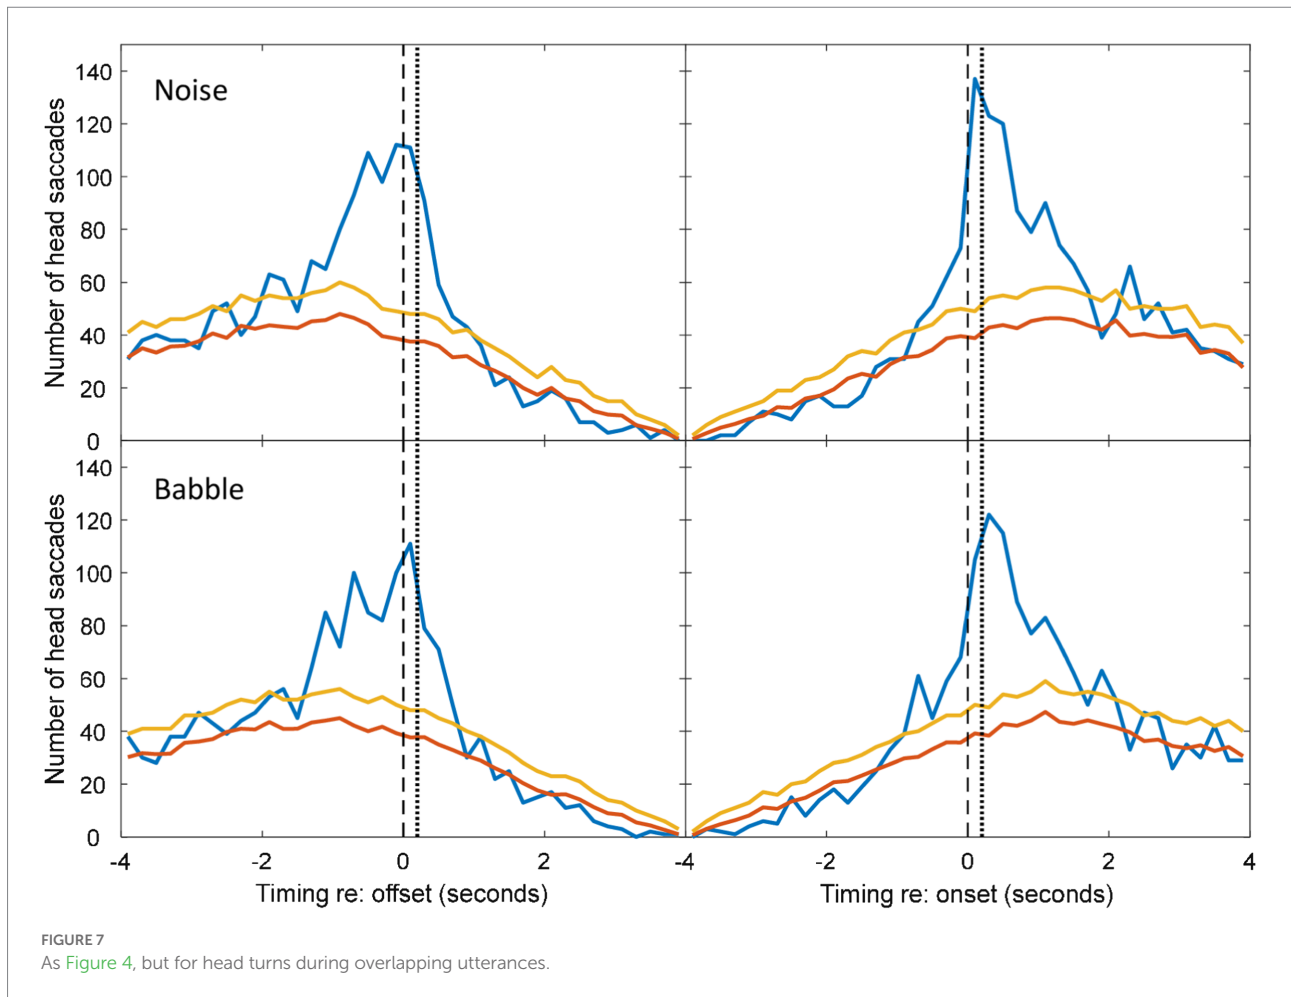 Noise
Number of head saccades
140
120
100
80
60
40
20
0
Babble
Number of head saccades
140
120
100
80
60
40
20
0
-4 -2 0 2 -4 -2 0 2 4
Timing re: offset (seconds) Timing re: onset (seconds)
FIGURE 7
As Figure 4, but for head turns during overlapping utterances.